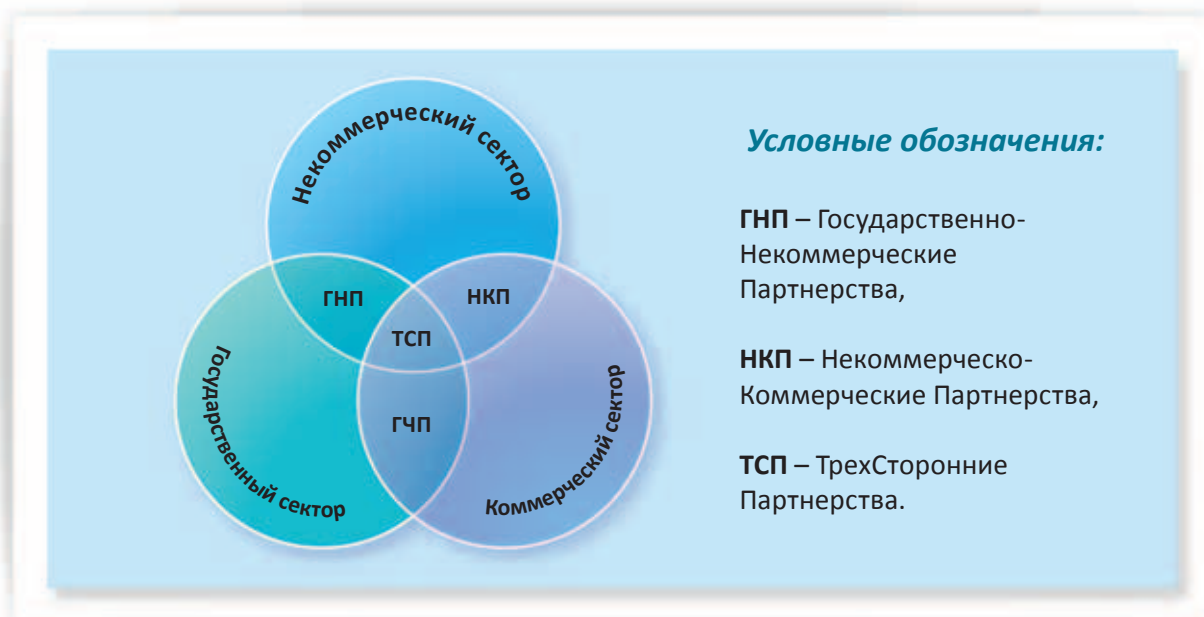 Некоммерческий сектор
ГНП
НКП
ТСП
ГЧП
Государственный сектор
Коммерческий сектор
Условные обозначения:
ГНП – Государственно-
Некоммерческие
Партнерства,
НКП – Некоммерческо-
Коммерческие Партнерства,
ТСП – ТрехСторонние
Партнерства.